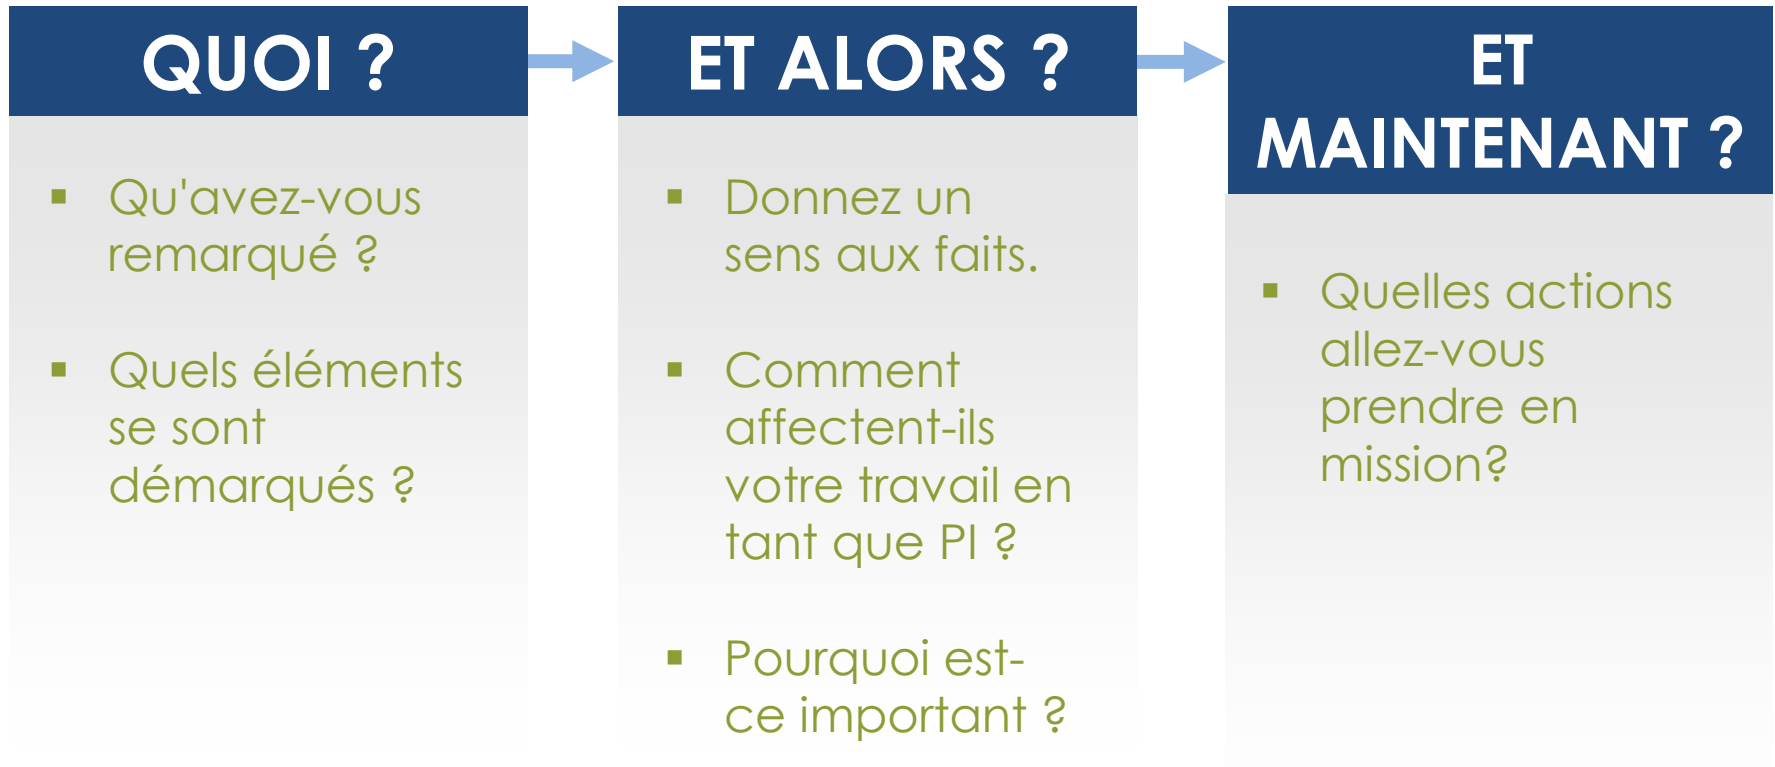 QUOI ?
Qu'avez-vous
remarqué ?
Quels éléments
se sont
démarqués ?
ET ALORS ?
Donnez un
sens aux faits.
Comment
affectent-ils
votre travail en
tant que PI ?
Pourquoi est-
ce important ?
ET
MAINTENANT ?
Quelles actions
allez-vous
prendre en
mission?